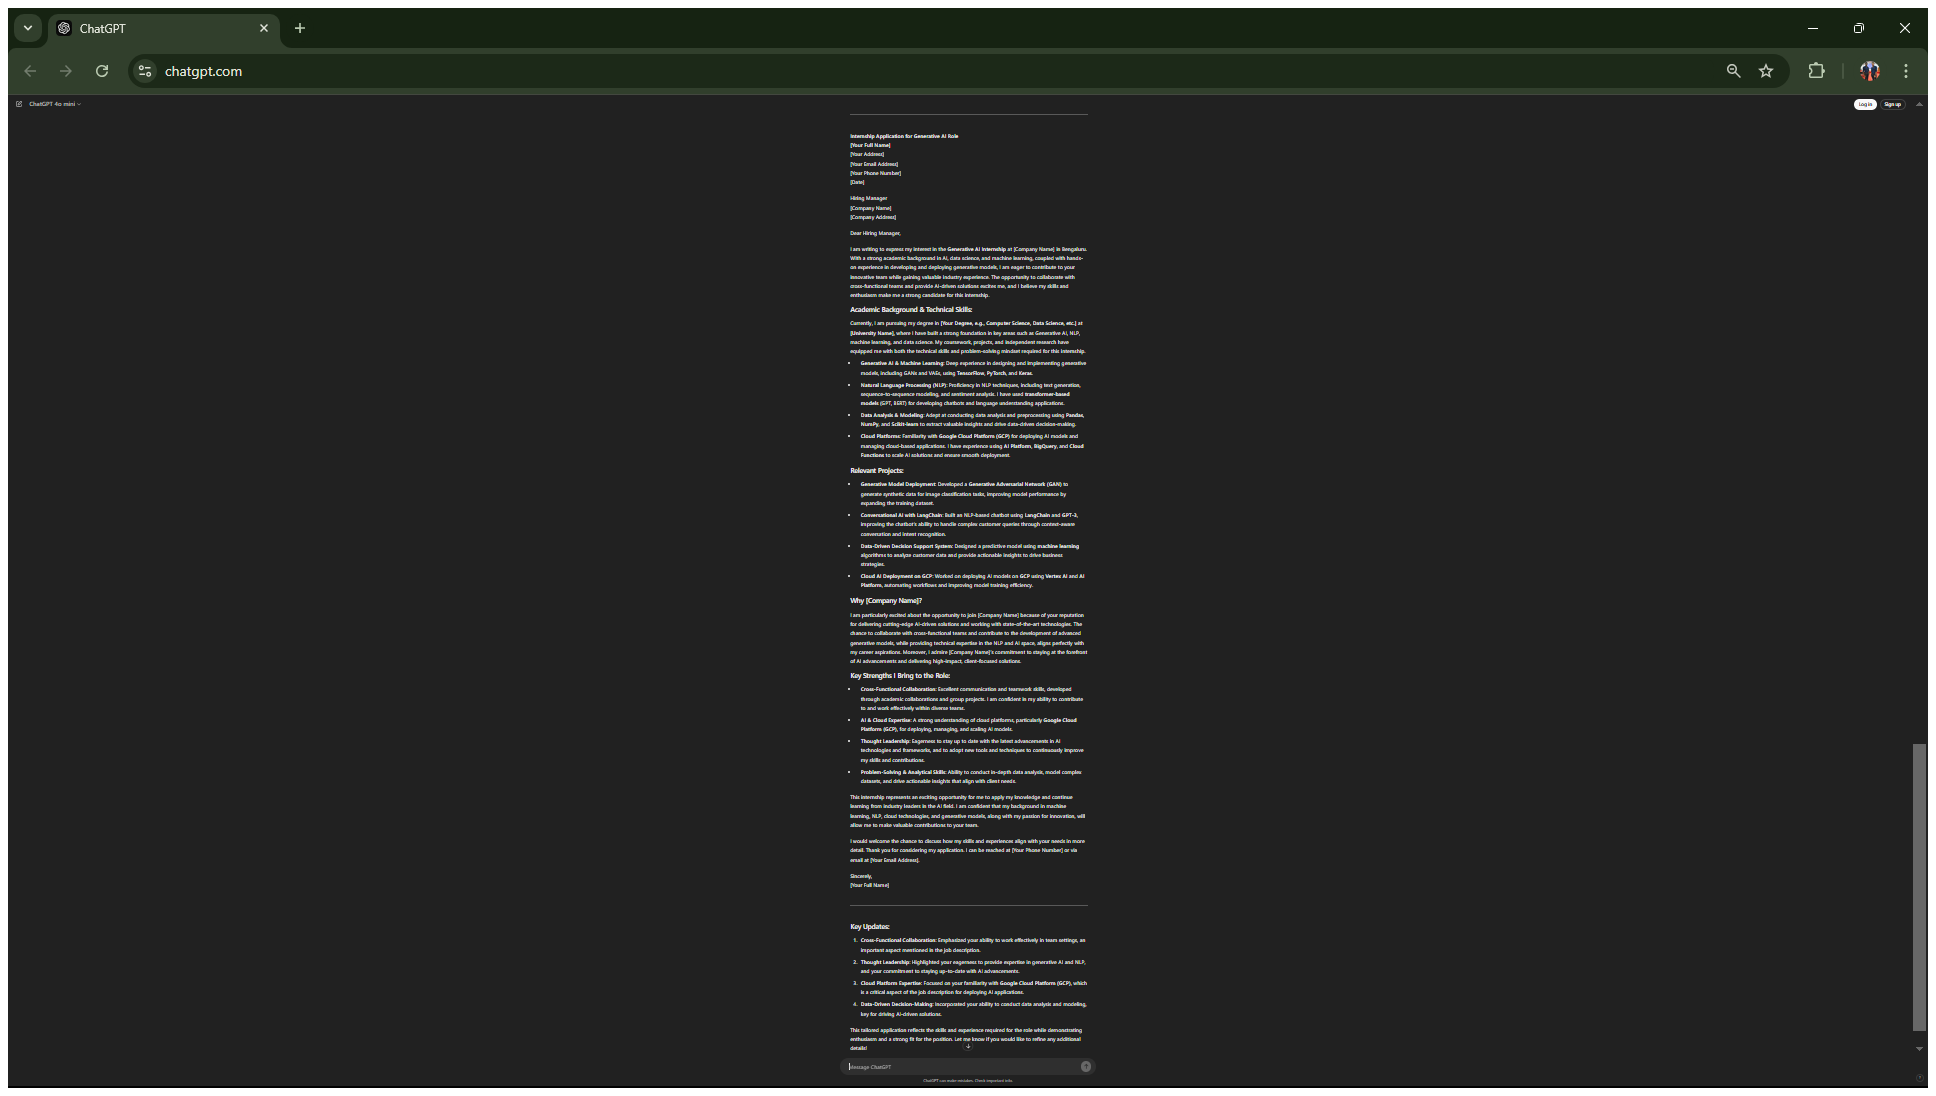 ChatGPT
chatgpt.com
ChatGPT 4o mini
Log in
Sign up
Internship Application for Generative AI Role
[Your Full Name]
[Your Address]
[Your Email Address]
[Your Phone Number]
[Date]
Hiring Manager
[Company Name]
[Company Address]
Dear Hiring Manager,
I am writing to express my interest in the Generative AI Internship at [Company Name] in Bengaluru.
With a strong academic background in AI, data science, and machine learning, coupled with hands-
on experience in developing and deploying generative models, I am eager to contribute to your
innovative team while gaining valuable industry experience. The opportunity to collaborate with
cross-functional teams and provide AI-driven solutions excites me, and I believe my skills and
enthusiasm make me a strong candidate for this internship.
Academic Background & Technical Skills:
Currently, I am pursuing my degree in [Your Degree, e.g., Computer Science, Data Science, etc.] at
[University Name], where I have built a strong foundation in key areas such as Generative AI, NLP,
machine learning, and data science. My coursework, projects, and independent research have
equipped me with both the technical skills and problem-solving mindset required for this internship.
• Generative AI & Machine Learning: Deep experience in designing and implementing generative
models, including GANs and VAEs, using TensorFlow, PyTorch, and Keras.
• Natural Language Processing (NLP): Proficiency in NLP techniques, including text generation,
sequence-to-sequence modeling, and sentiment analysis. I have used transformer-based
models (GPT, BERT) for developing chatbots and language understanding applications.
• Data Analysis & Modeling: Adept at conducting data analysis and preprocessing using Pandas,
NumPy, and Scikit-learn to extract valuable insights and drive data-driven decision-making.
• Cloud Platforms: Familiarity with Google Cloud Platform (GCP) for deploying AI models and
managing cloud-based applications. I have experience using AI Platform, BigQuery, and Cloud
Functions to scale AI solutions and ensure smooth deployment.
Relevant Projects:
• Generative Model Deployment: Developed a Generative Adversarial Network (GAN) to
generate synthetic data for image classification tasks, improving model performance by
expanding the training dataset.
• Conversational AI with LangChain: Built an NLP-based chatbot using LangChain and GPT-3,
improving the chatbot's ability to handle complex customer queries through context-aware
conversation and intent recognition.
• Data-Driven Decision Support System: Designed a predictive model using machine learning
algorithms to analyze customer data and provide actionable insights to drive business
strategies.
• Cloud AI Deployment on GCP: Worked on deploying AI models on GCP using Vertex AI and AI
Platform, automating workflows and improving model training efficiency.
Why [Company Name]?
I am particularly excited about the opportunity to join [Company Name] because of your reputation
for delivering cutting-edge AI-driven solutions and working with state-of-the-art technologies. The
chance to collaborate with cross-functional teams and contribute to the development of advanced
generative models, while providing technical expertise in the NLP and AI space, aligns perfectly with
my career aspirations. Moreover, I admire [Company Name]'s commitment to staying at the forefront
of AI advancements and delivering high-impact, client-focused solutions.
Key Strengths I Bring to the Role:
• Cross-Functional Collaboration: Excellent communication and teamwork skills, developed
through academic collaborations and group projects. I am confident in my ability to contribute
to and work effectively within diverse teams.
• AI & Cloud Expertise: A strong understanding of cloud platforms, particularly Google Cloud
Platform (GCP), for deploying, managing, and scaling AI models.
• Thought Leadership: Eagerness to stay up to date with the latest advancements in AI
technologies and frameworks, and to adopt new tools and techniques to continuously improve
my skills and contributions.
• Problem-Solving & Analytical Skills: Ability to conduct in-depth data analysis, model complex
datasets, and drive actionable insights that align with client needs.
This internship represents an exciting opportunity for me to apply my knowledge and continue
learning from industry leaders in the AI field. I am confident that my background in machine
learning, NLP, cloud technologies, and generative models, along with my passion for innovation, will
allow me to make valuable contributions to your team.
I would welcome the chance to discuss how my skills and experiences align with your needs in more
detail. Thank you for considering my application. I can be reached at [Your Phone Number] or via
email at [Your Email Address].
Sincerely,
[Your Full Name]
Key Updates:
1. Cross-Functional Collaboration: Emphasized your ability to work effectively in team settings, an
important aspect mentioned in the job description.
2. Thought Leadership: Highlighted your eagerness to provide expertise in generative AI and NLP,
and your commitment to staying up-to-date with AI advancements.
3. Cloud Platform Expertise: Focused on your familiarity with Google Cloud Platform (GCP), which
is a critical aspect of the job description for deploying AI applications.
4. Data-Driven Decision-Making: Incorporated your ability to conduct data analysis and modeling,
key for driving AI-driven solutions.
This tailored application reflects the skills and experience required for the role while demonstrating
enthusiasm and a strong fit for the position. Let me know if you would like to refine any additional
details!
Message ChatGPT
ChatGPT can make mistakes. Check important info.